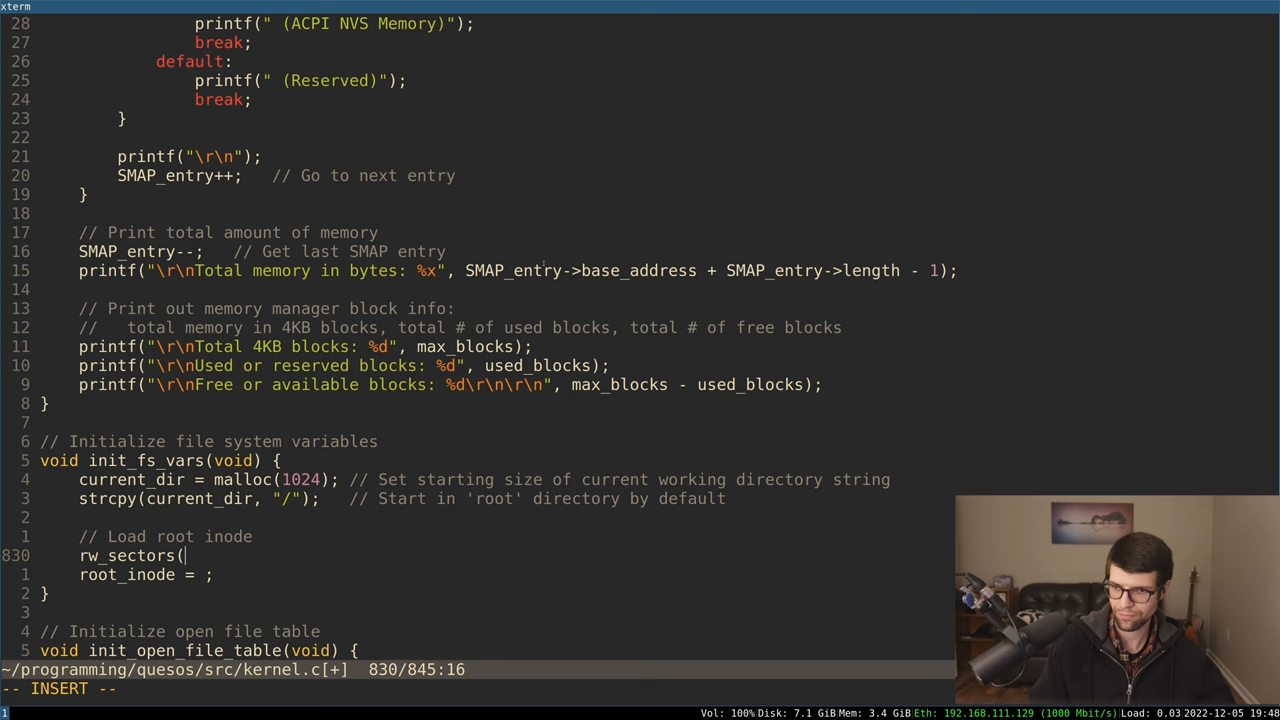 xterm
28                 printf(" (ACPI NVS Memory)");
27                 break;
26             default:
25                 printf(" (Reserved)");
24                 break;
23         }
22
21         printf("\r\n");
20         SMAP_entry++;   // Go to next entry
19     }
18
17     // Print total amount of memory
16     SMAP_entry--;   // Get last SMAP entry
15     printf("\r\nTotal memory in bytes: %x", SMAP_entry->base_address + SMAP_entry->length - 1);
14
13     // Print out memory manager block info:
12     //   total memory in 4KB blocks, total # of used blocks, total # of free blocks
11     printf("\r\nTotal 4KB blocks: %d", max_blocks);
10     printf("\r\nUsed or reserved blocks: %d", used_blocks);
9     printf("\r\nFree or available blocks: %d\r\n\r\n", max_blocks - used_blocks);
8 }
7
6 // Initialize file system variables
5 void init_fs_vars(void) {
4     current_dir = malloc(1024); // Set starting size of current working directory string
3     strcpy(current_dir, "/");   // Start in 'root' directory by default
2
1     // Load root inode
830     rw_sectors(
1     root_inode = ;
2 }
3
4 // Initialize open file table
5 void init_open_file_table(void) {
~/programming/quesos/src/kernel.c[+]  830/845:16
-- INSERT --
1 Vol: 100% Disk: 7.1 GiB Mem: 3.4 GiB Eth: 192.168.111.129 (1000 Mbit/s) Load: 0.03 2022-12-05 19:48